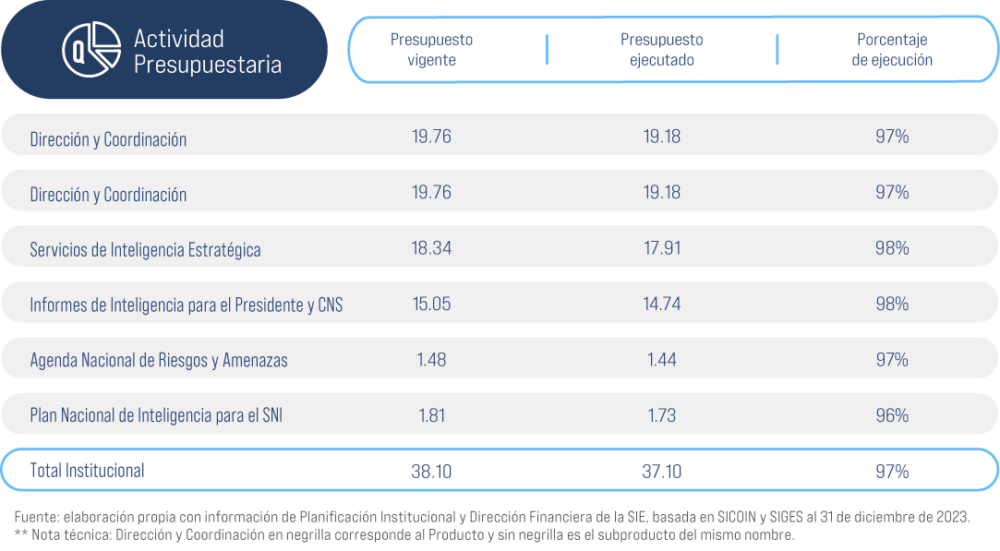 Q
Actividad
Presupuestaria
Presupuesto vigente
Presupuesto ejecutado
Porcentaje de ejecución
Dirección y Coordinación 19.76 19.18 97%
Dirección y Coordinación 19.76 19.18 97%
Servicios de Inteligencia Estratégica 18.34 17.91 98%
Informes de Inteligencia para el Presidente y CNS 15.05 14.74 98%
Agenda Nacional de Riesgos y Amenazas 1.48 1.44 97%
Plan Nacional de Inteligencia para el SNI 1.81 1.73 96%
Total Institucional 38.10 37.10 97%
Fuente: elaboración propia con información de Planificación Institucional y Dirección Financiera de la SIE, basada en SICOIN y SIGES al 31 de diciembre de 2023.
** Nota técnica: Dirección y Coordinación en negrilla corresponde al Producto y sin negrilla es el subproducto del mismo nombre.